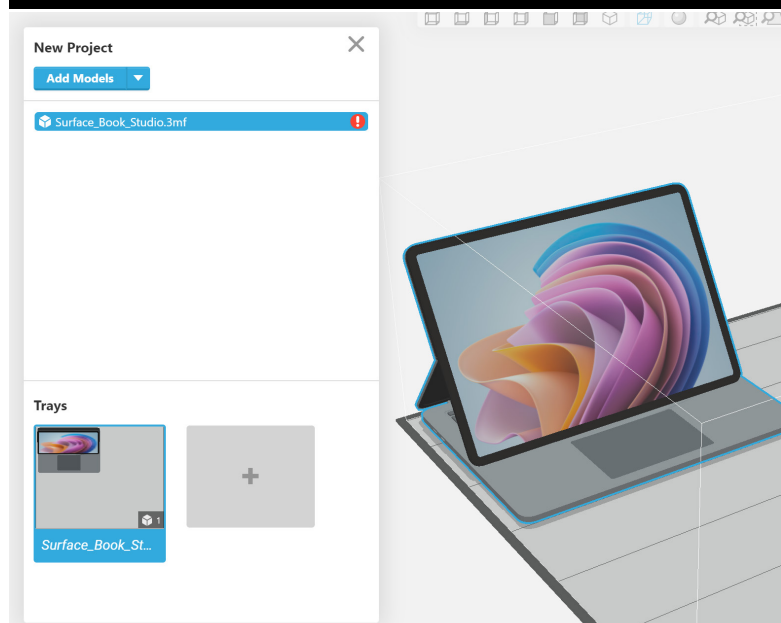 New Project
Add Models
Surface_Book_Studio.3mf
Trays
1
Surface_Book_St...